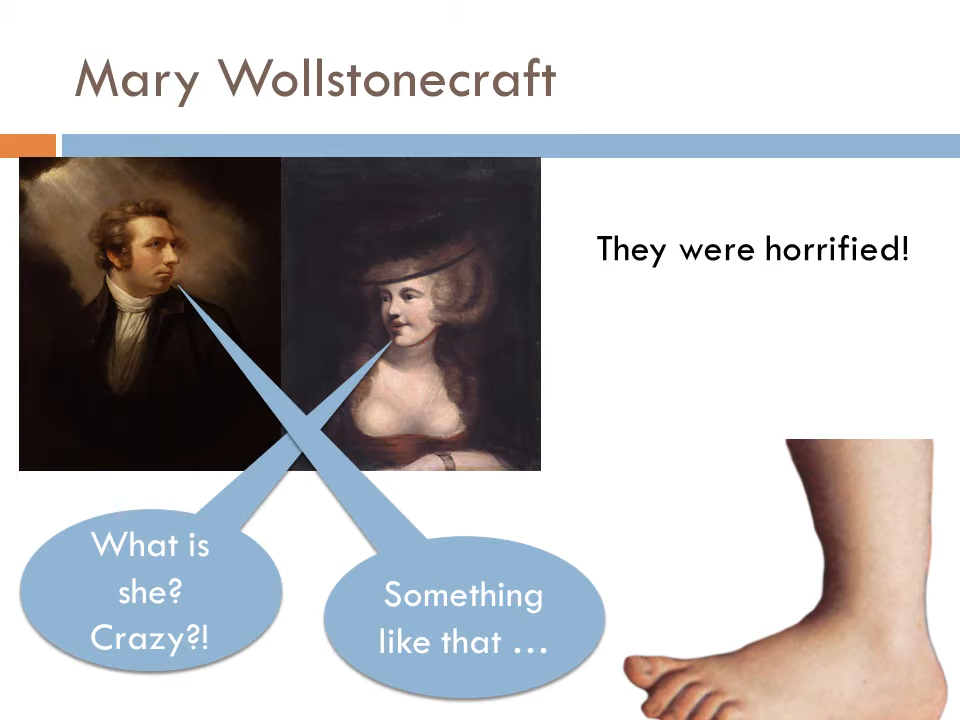 Mary Wollstonecraft
They were horrified!
What is
she?
Crazy?!
Something
like that …